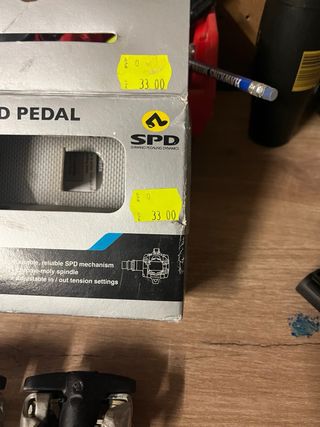 33.00
D PEDAL
SPD
SHIMANO PEDALING DYNAMICS
33.00
reliable SPD mechanism
-moly spindle
Adjustable in / out tension settings